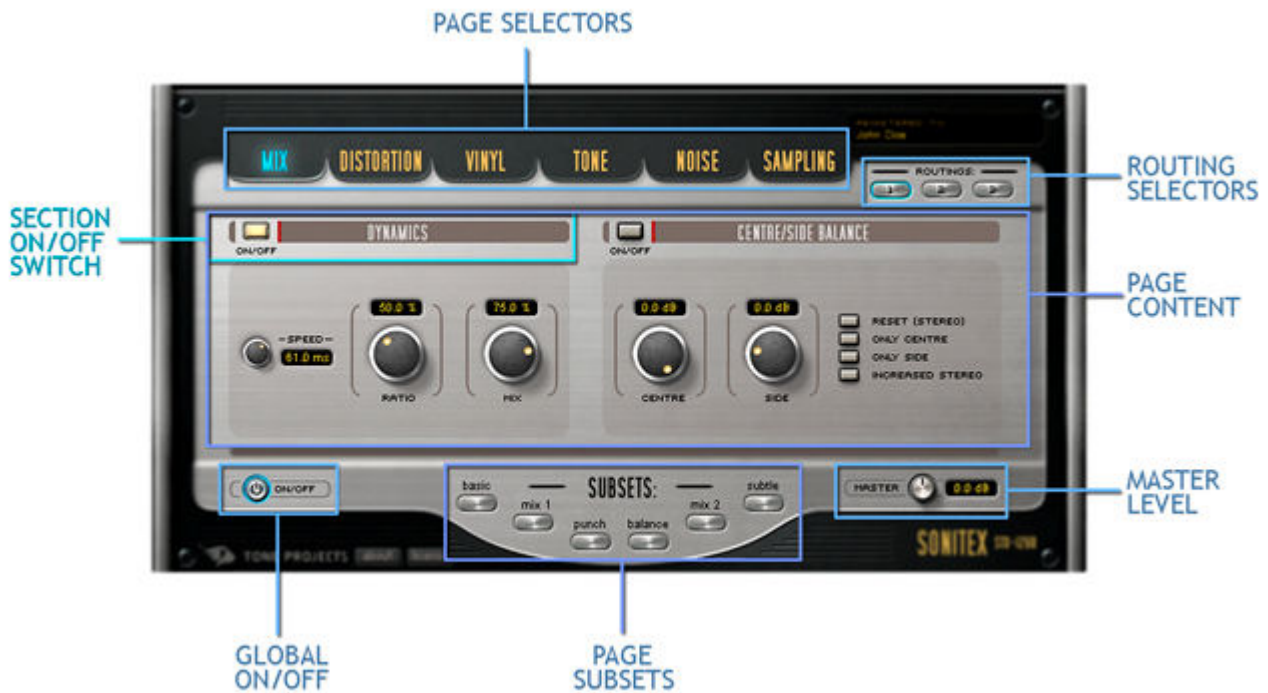 PAGE SELECTORS
John Doe
MIX
DISTORTION
VINYL
TONE
NOISE
SAMPLING
ROUTINGS:
1
2
3
ROUTING
SELECTORS
SECTION
ON/OFF
SWITCH
ON/OFF
DYNAMICS
ON/OFF
CENTRE/SIDE BALANCE
PAGE
CONTENT
50.0 %
75.0 %
0.0 dB
0.0 dB
SPEED
61.0 ms
RATIO
MIX
CENTRE
SIDE
RESET (STEREO)
ONLY CENTRE
ONLY SIDE
INCREASED STEREO
ON/OFF
basic
SUBSETS:
subtle
mix 1
mix 2
punch
balance
MASTER
0.0 dB
MASTER
LEVEL
TONE PROJECTS
about
SONITEX
GLOBAL
ON/OFF
PAGE
SUBSETS